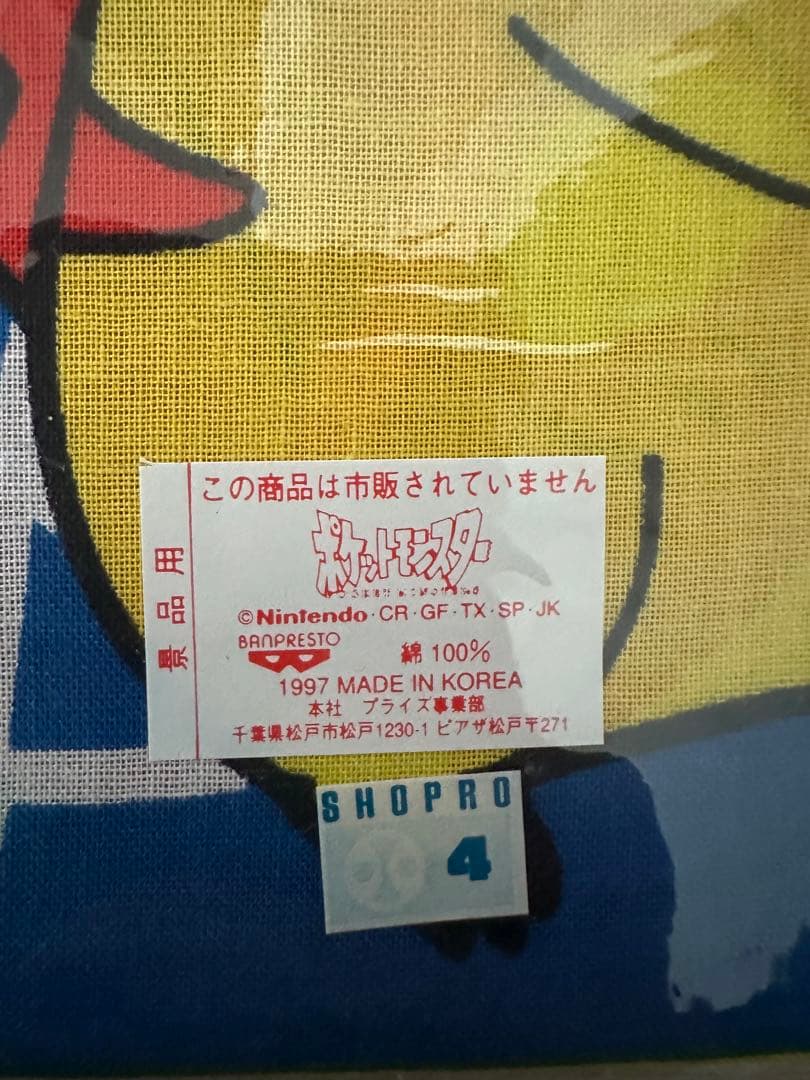 景品用
この商品は市販されていません
ポケットモンスター
©Nintendo・CR・GF・TX・SP・JK
BANPRESTO
綿 100%
1997 MADE IN KOREA
本社 プライズ事業部
千葉県松戸市松戸1230-1 ピアザ松戸〒271
SHOPRO
4